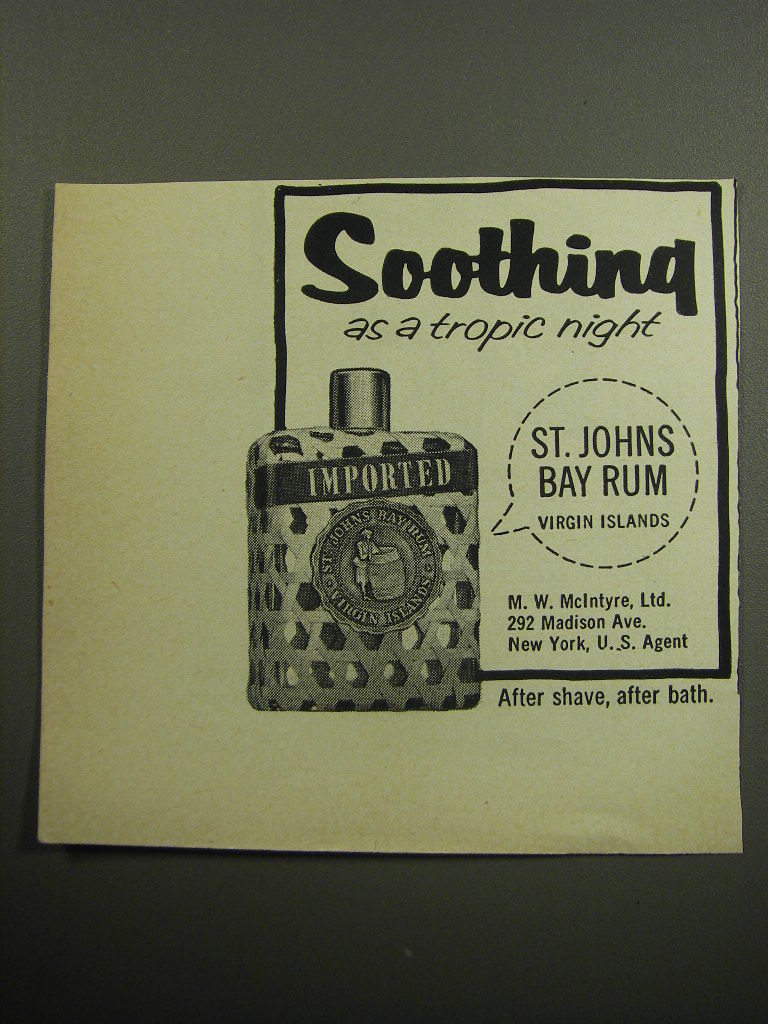 Soothing
as a tropic night
IMPORTED
ST. JOHNS BAY RUM
VIRGIN ISLANDS
ST. JOHNS
BAY RUM
VIRGIN ISLANDS
M. W. McIntyre, Ltd.
292 Madison Ave.
New York, U. S. Agent
After shave, after bath.